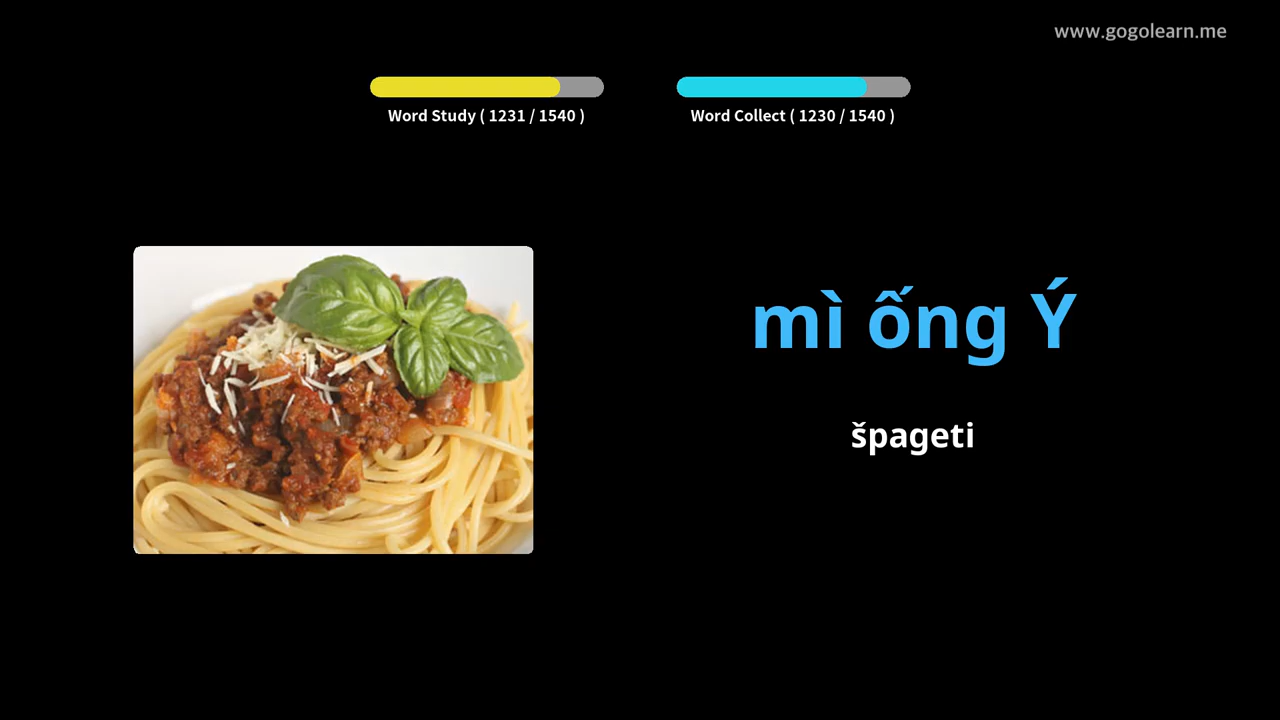 www.gogolearn.me
Word Study ( 1231 / 1540 )
Word Collect ( 1230 / 1540 )
mì ống Ý
špageti